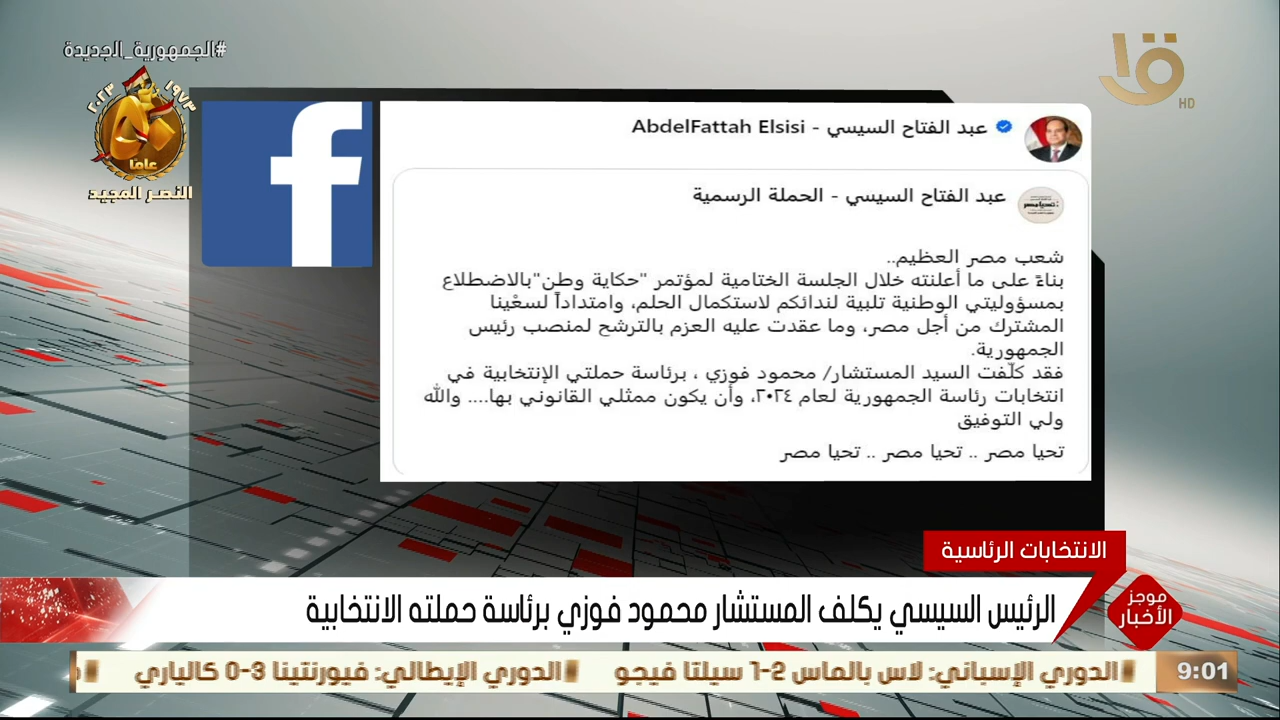 #الجمهورية_الجديدة
١٩٧٣
٢٠٢٣
٥٠
عاما
النصر المجيد
HD
عبد الفتاح السيسي - AbdelFattah Elsisi
عبد الفتاح السيسي - الحملة الرسمية
تحيا مصر
شعب مصر العظيم..
بناءً على ما أعلنته خلال الجلسة الختامية لمؤتمر "حكاية وطن"بالاضطلاع
بمسؤوليتي الوطنية تلبية لندائكم لاستكمال الحلم، وامتداداً لسعْينا
المشترك من أجل مصر، وما عقدت عليه العزم بالترشح لمنصب رئيس
الجمهورية.
فقد كلّفت السيد المستشار/ محمود فوزي ، برئاسة حملتي الإنتخابية في
انتخابات رئاسة الجمهورية لعام ٢٠٢٤، وأن يكون ممثلي القانوني بها.... والله
ولي التوفيق
تحيا مصر .. تحيا مصر .. تحيا مصر
الانتخابات الرئاسية
موجز
الأخبار
الرئيس السيسي يكلف المستشار محمود فوزي برئاسة حملته الانتخابية
9:01
الدوري الإسباني: لاس بالماس 2-1 سيلتا فيجو
الدوري الإيطالي: فيورنتينا 3-0 كالياري